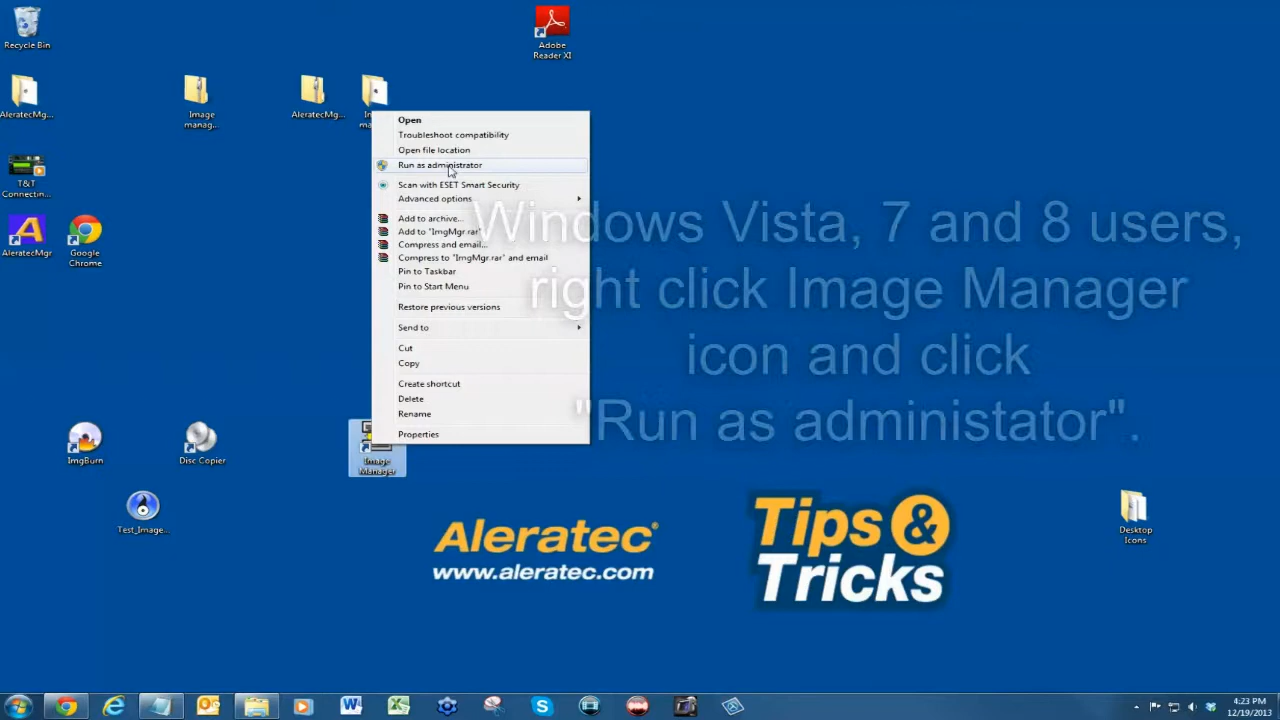 Recycle Bin
Adobe
Reader XI
AleratecMg...
Image
manag...
AleratecMg...
T&T
Connectin...
AleratecMgr
Google
Chrome
Open
Troubleshoot compatibility
Open file location
Run as administrator
Scan with ESET Smart Security
Advanced options
Add to archive...
Add to "ImgMgr.rar"
Compress and email...
Compress to "ImgMgr.rar" and email
Pin to Taskbar
Pin to Start Menu
Restore previous versions
Send to
Cut
Copy
Create shortcut
Delete
Rename
Properties
Windows Vista, 7 and 8 users,
right click Image Manager
icon and click
"Run as administator".
ImgBurn
Disc Copier
Image
Manager
Test_Image...
Desktop
Icons
Aleratec®
www.aleratec.com
Tips &
Tricks
4:23 PM
12/19/2013